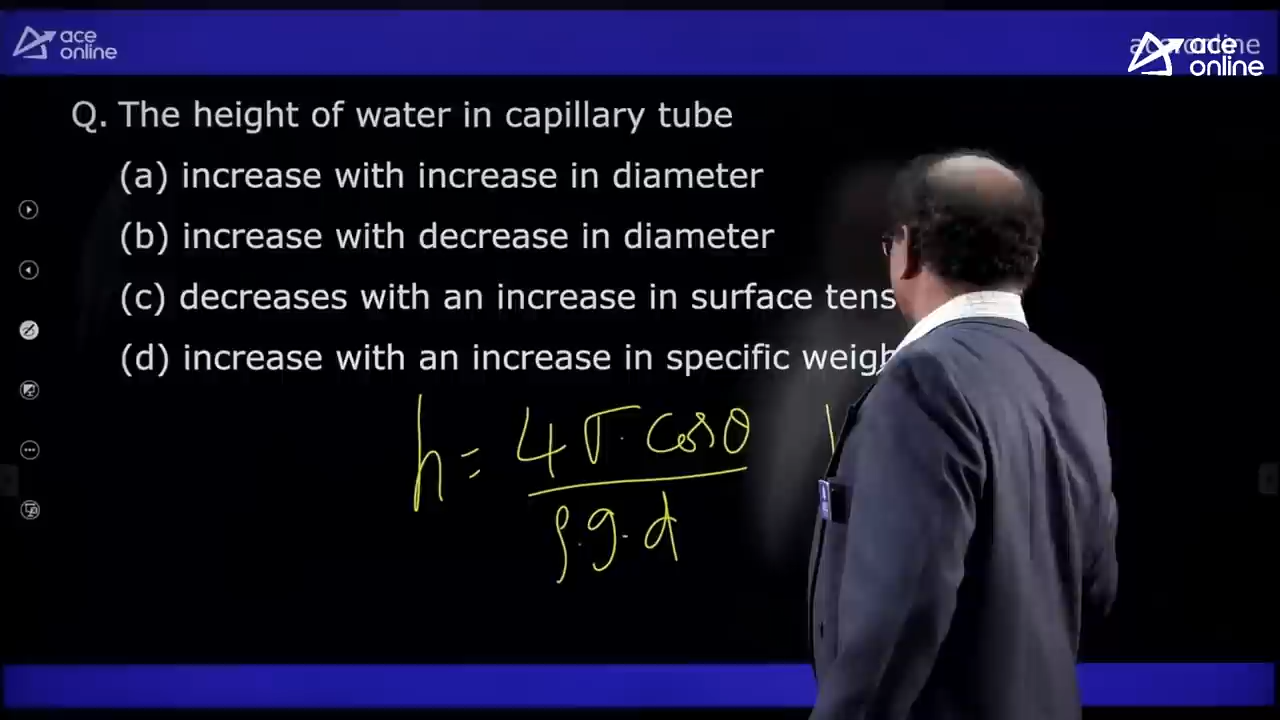 ace
online
ace
online
Q. The height of water in capillary tube
(a) increase with increase in diameter
(b) increase with decrease in diameter
(c) decreases with an increase in surface tens
(d) increase with an increase in specific weigh
h = 4σ. cosθ
ρ.g.d